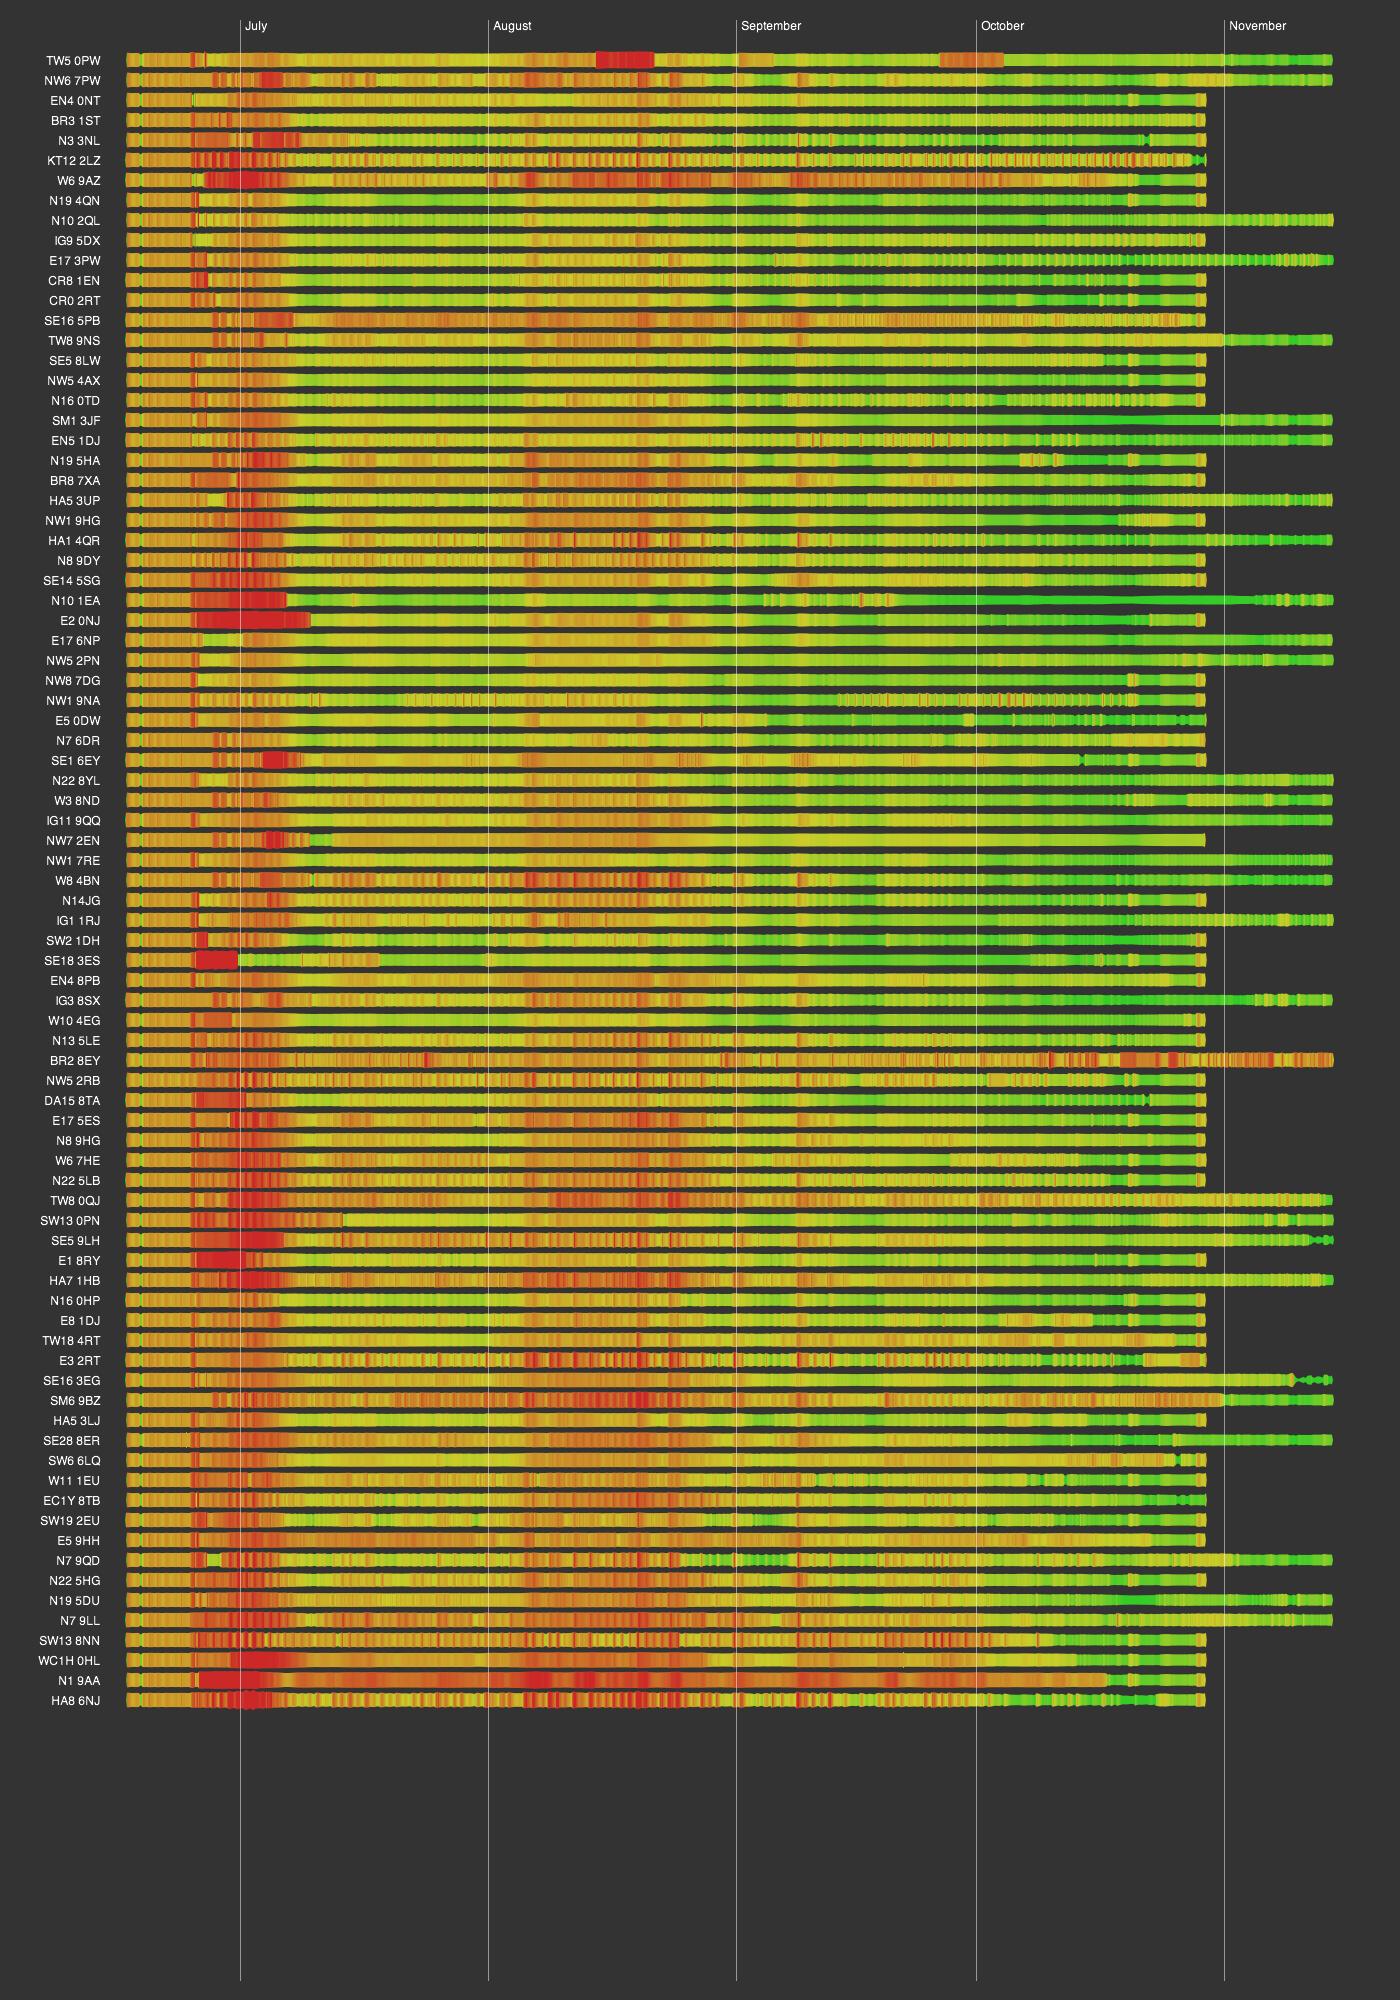 July August September October November
TW5 0PW
NW6 7PW
EN4 0NT
BR3 1ST
N3 3NL
KT12 2LZ
W6 9AZ
N19 4QN
N10 2QL
IG9 5DX
E17 3PW
CR8 1EN
CR0 2RT
SE16 5PB
TW8 9NS
SE5 8LW
NW5 4AX
N16 0TD
SM1 3JF
EN5 1DJ
N19 5HA
BR8 7XA
HA5 3UP
NW1 9HG
HA1 4QR
N8 9DY
SE14 5SG
N10 1EA
E2 0NJ
E17 6NP
NW5 2PN
NW8 7DG
NW1 9NA
E5 0DW
N7 6DR
SE1 6EY
N22 8YL
W3 8ND
IG11 9QQ
NW7 2EN
NW1 7RE
W8 4BN
N14JG
IG1 1RJ
SW2 1DH
SE18 3ES
EN4 8PB
IG3 8SX
W10 4EG
N13 5LE
BR2 8EY
NW5 2RB
DA15 8TA
E17 5ES
N8 9HG
W6 7HE
N22 5LB
TW8 0QJ
SW13 0PN
SE5 9LH
E1 8RY
HA7 1HB
N16 0HP
E8 1DJ
TW18 4RT
E3 2RT
SE16 3EG
SM6 9BZ
HA5 3LJ
SE28 8ER
SW6 6LQ
W11 1EU
EC1Y 8TB
SW19 2EU
E5 9HH
N7 9QD
N22 5HG
N19 5DU
N7 9LL
SW13 8NN
WC1H 0HL
N1 9AA
HA8 6NJ